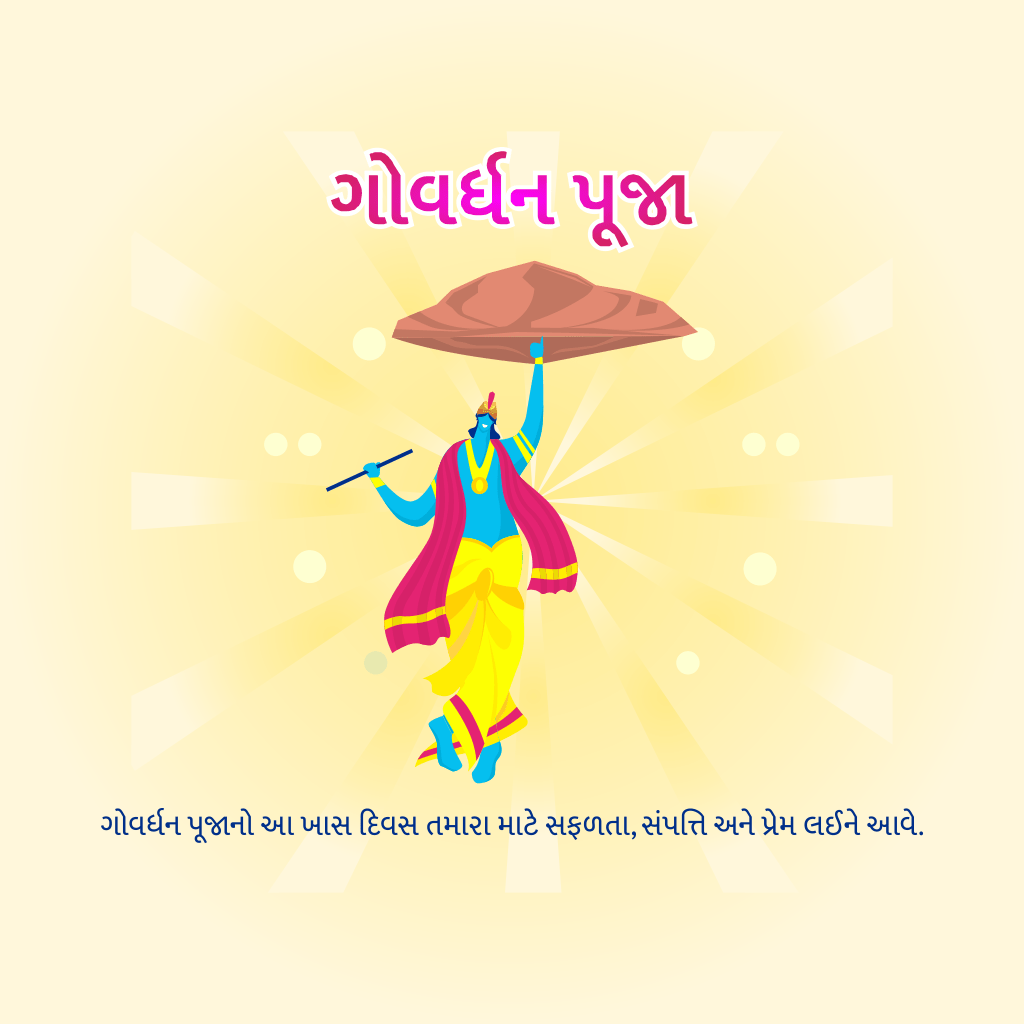 ગોવર્ધન પૂજા
ગોવર્ધન પૂજાનો આ ખાસ દિવસ તમારા માટે સફળતા, સંપત્તિ અને પ્રેમ લઈને આવે.